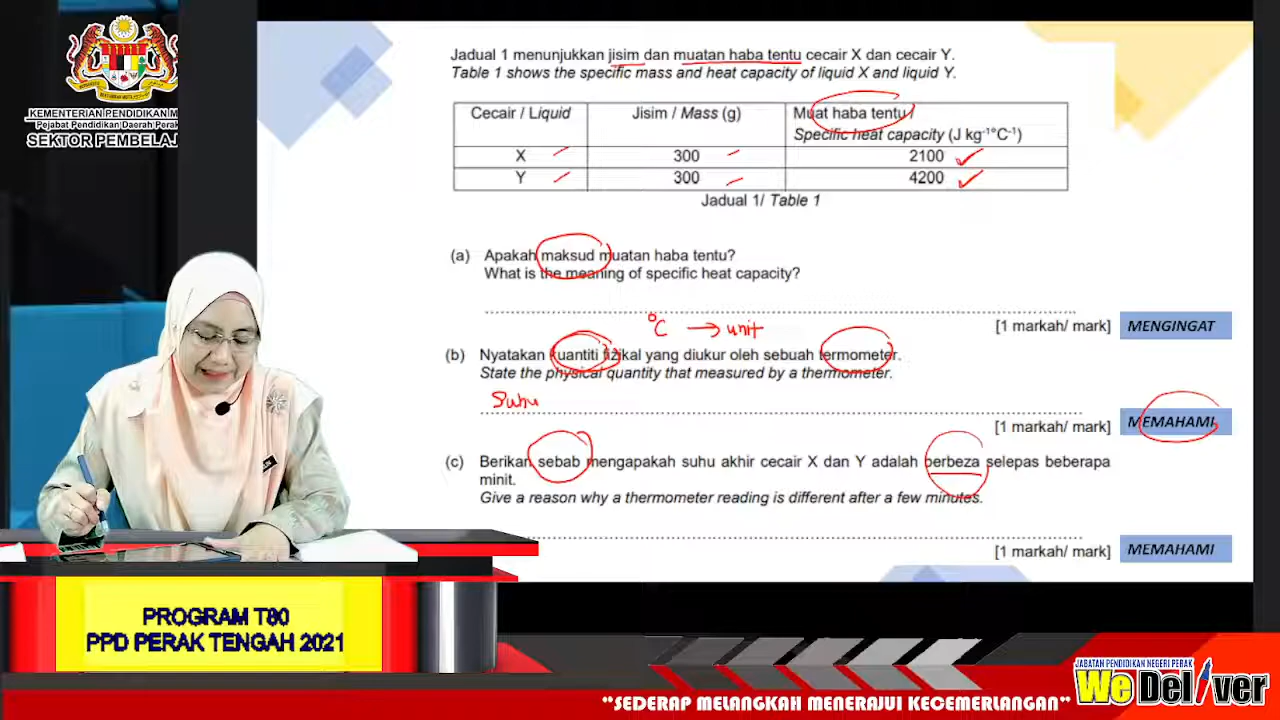 KEMENTERIAN PENDIDIKAN M
Pejabat Pendidikan Daerah Perak
SEKTOR PEMBELAJ
Jadual 1 menunjukkan jisim dan muatan haba tentu cecair X dan cecair Y.
Table 1 shows the specific mass and heat capacity of liquid X and liquid Y.
Cecair / Liquid Jisim / Mass (g) Muat haba tentu /
Specific heat capacity (J kg⁻¹°C⁻¹)
X 300 2100
Y 300 4200
Jadual 1/ Table 1
(a) Apakah maksud muatan haba tentu?
What is the meaning of specific heat capacity?
[1 markah/ mark] MENGINGAT
°C → unit
(b) Nyatakan kuantiti fizikal yang diukur oleh sebuah termometer.
State the physical quantity that measured by a thermometer.
Suhu
[1 markah/ mark] MEMAHAMI
(c) Berikan sebab mengapakah suhu akhir cecair X dan Y adalah berbeza selepas beberapa
minit.
Give a reason why a thermometer reading is different after a few minutes.
[1 markah/ mark] MEMAHAMI
PROGRAM T80
PPD PERAK TENGAH 2021
JABATAN PENDIDIKAN NEGERI PERAK
We Deliver
"SEDERAP MELANGKAH MENERAJUI KECEMERLANGAN"